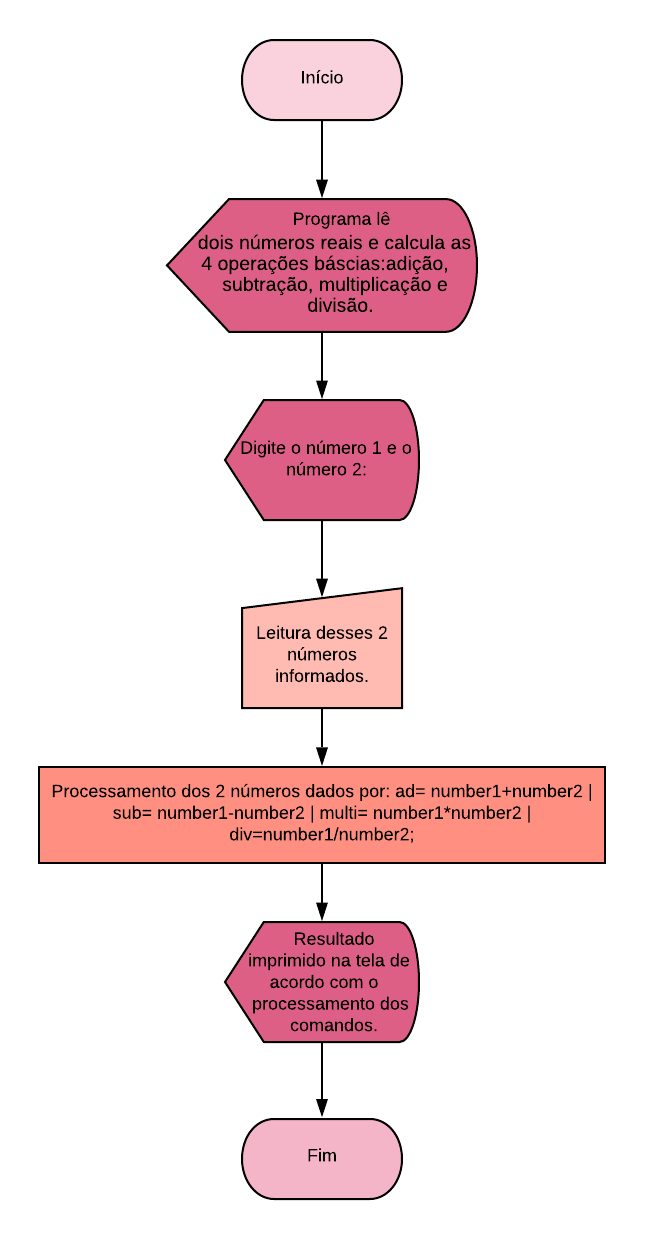 Início
Programa lê
dois números reais e calcula as
4 operações báscias:adição,
subtração, multiplicação e
divisão.
Digite o número 1 e o
número 2:
Leitura desses 2
números
informados.
Processamento dos 2 números dados por: ad= number1+number2 |
sub= number1-number2 | multi= number1*number2 |
div=number1/number2;
Resultado
imprimido na tela de
acordo com o
processamento dos
comandos.
Fim